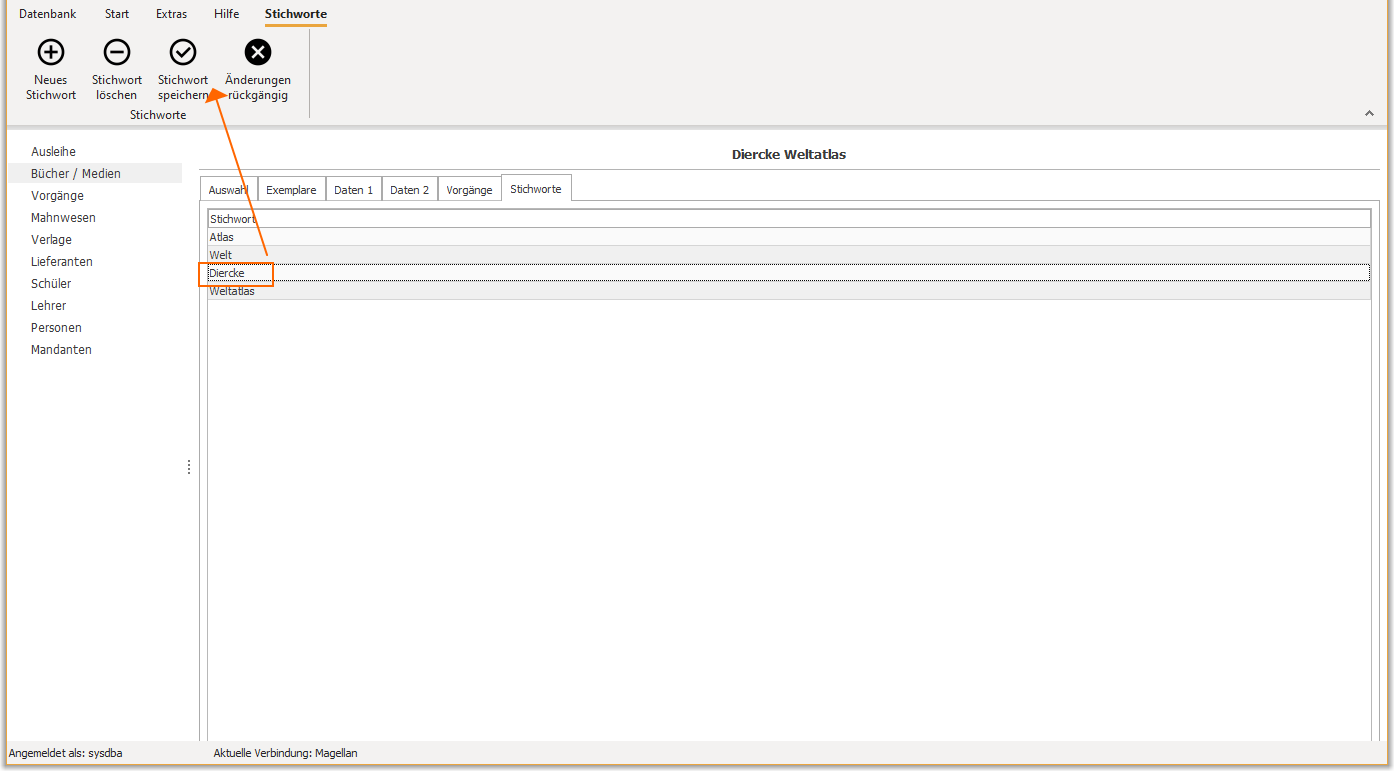 Datenbank Start Extras Hilfe Stichworte
Neues Stichwort
Stichwort löschen
Stichwort speichern
Änderungen rückgängig
Stichworte
Ausleihe
Bücher / Medien
Vorgänge
Mahnwesen
Verlage
Lieferanten
Schüler
Lehrer
Personen
Mandanten
Diercke Weltatlas
Auswahl Exemplare Daten 1 Daten 2 Vorgänge Stichworte
Stichwort
Atlas
Welt
Diercke
Weltatlas
Angemeldet als: sysdba Aktuelle Verbindung: Magellan